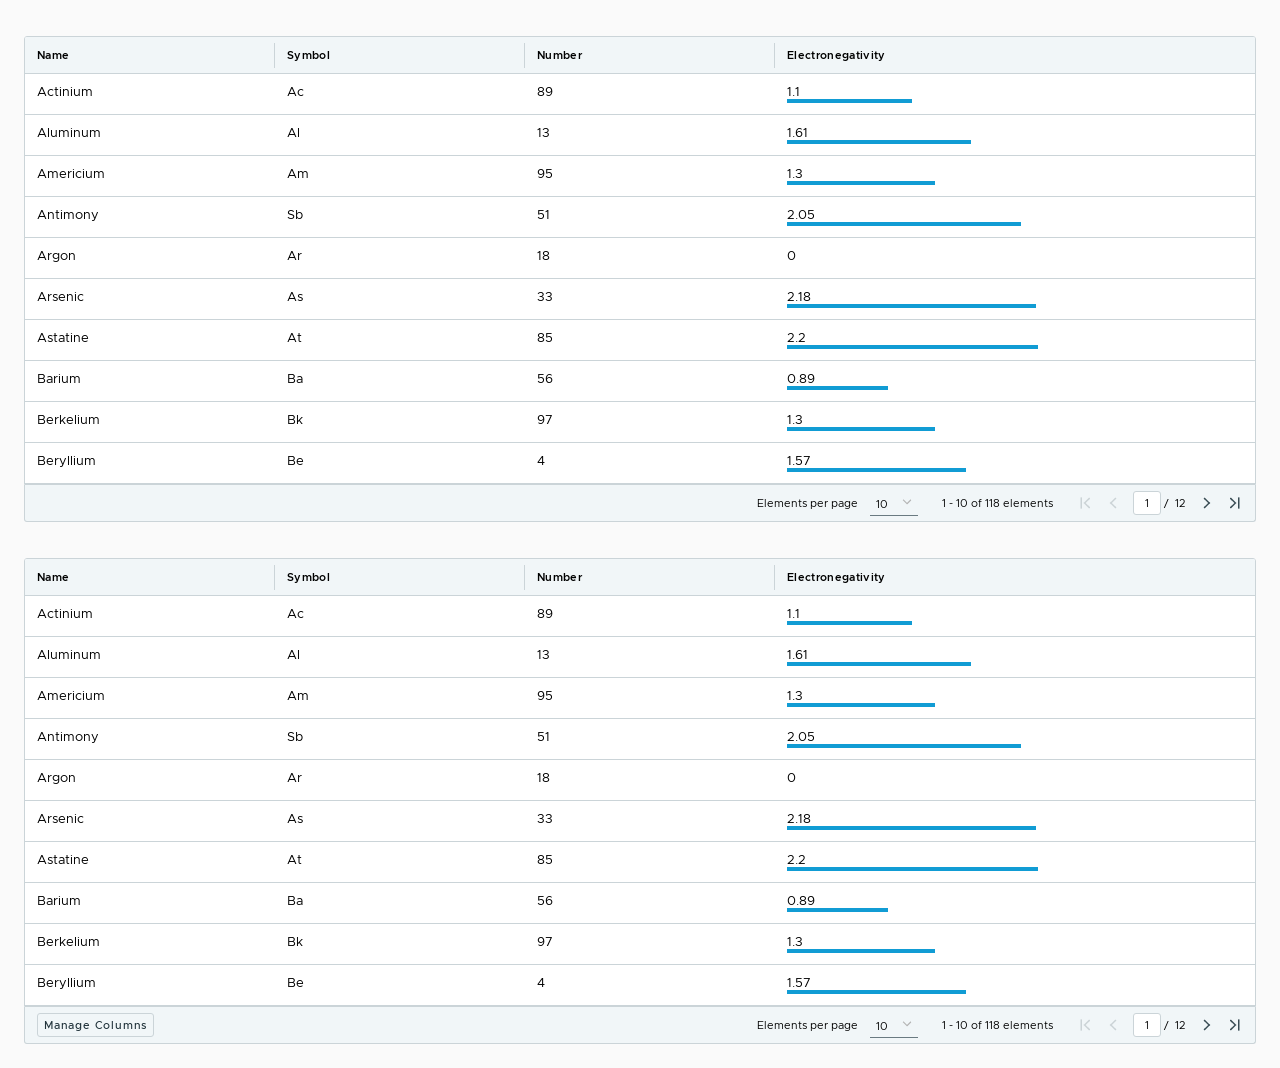 Name Symbol Number Electronegativity
Actinium Ac 89 1.1
Aluminum Al 13 1.61
Americium Am 95 1.3
Antimony Sb 51 2.05
Argon Ar 18 0
Arsenic As 33 2.18
Astatine At 85 2.2
Barium Ba 56 0.89
Berkelium Bk 97 1.3
Beryllium Be 4 1.57
Elements per page 10 1 - 10 of 118 elements 1 / 12
Name Symbol Number Electronegativity
Actinium Ac 89 1.1
Aluminum Al 13 1.61
Americium Am 95 1.3
Antimony Sb 51 2.05
Argon Ar 18 0
Arsenic As 33 2.18
Astatine At 85 2.2
Barium Ba 56 0.89
Berkelium Bk 97 1.3
Beryllium Be 4 1.57
Manage Columns Elements per page 10 1 - 10 of 118 elements 1 / 12